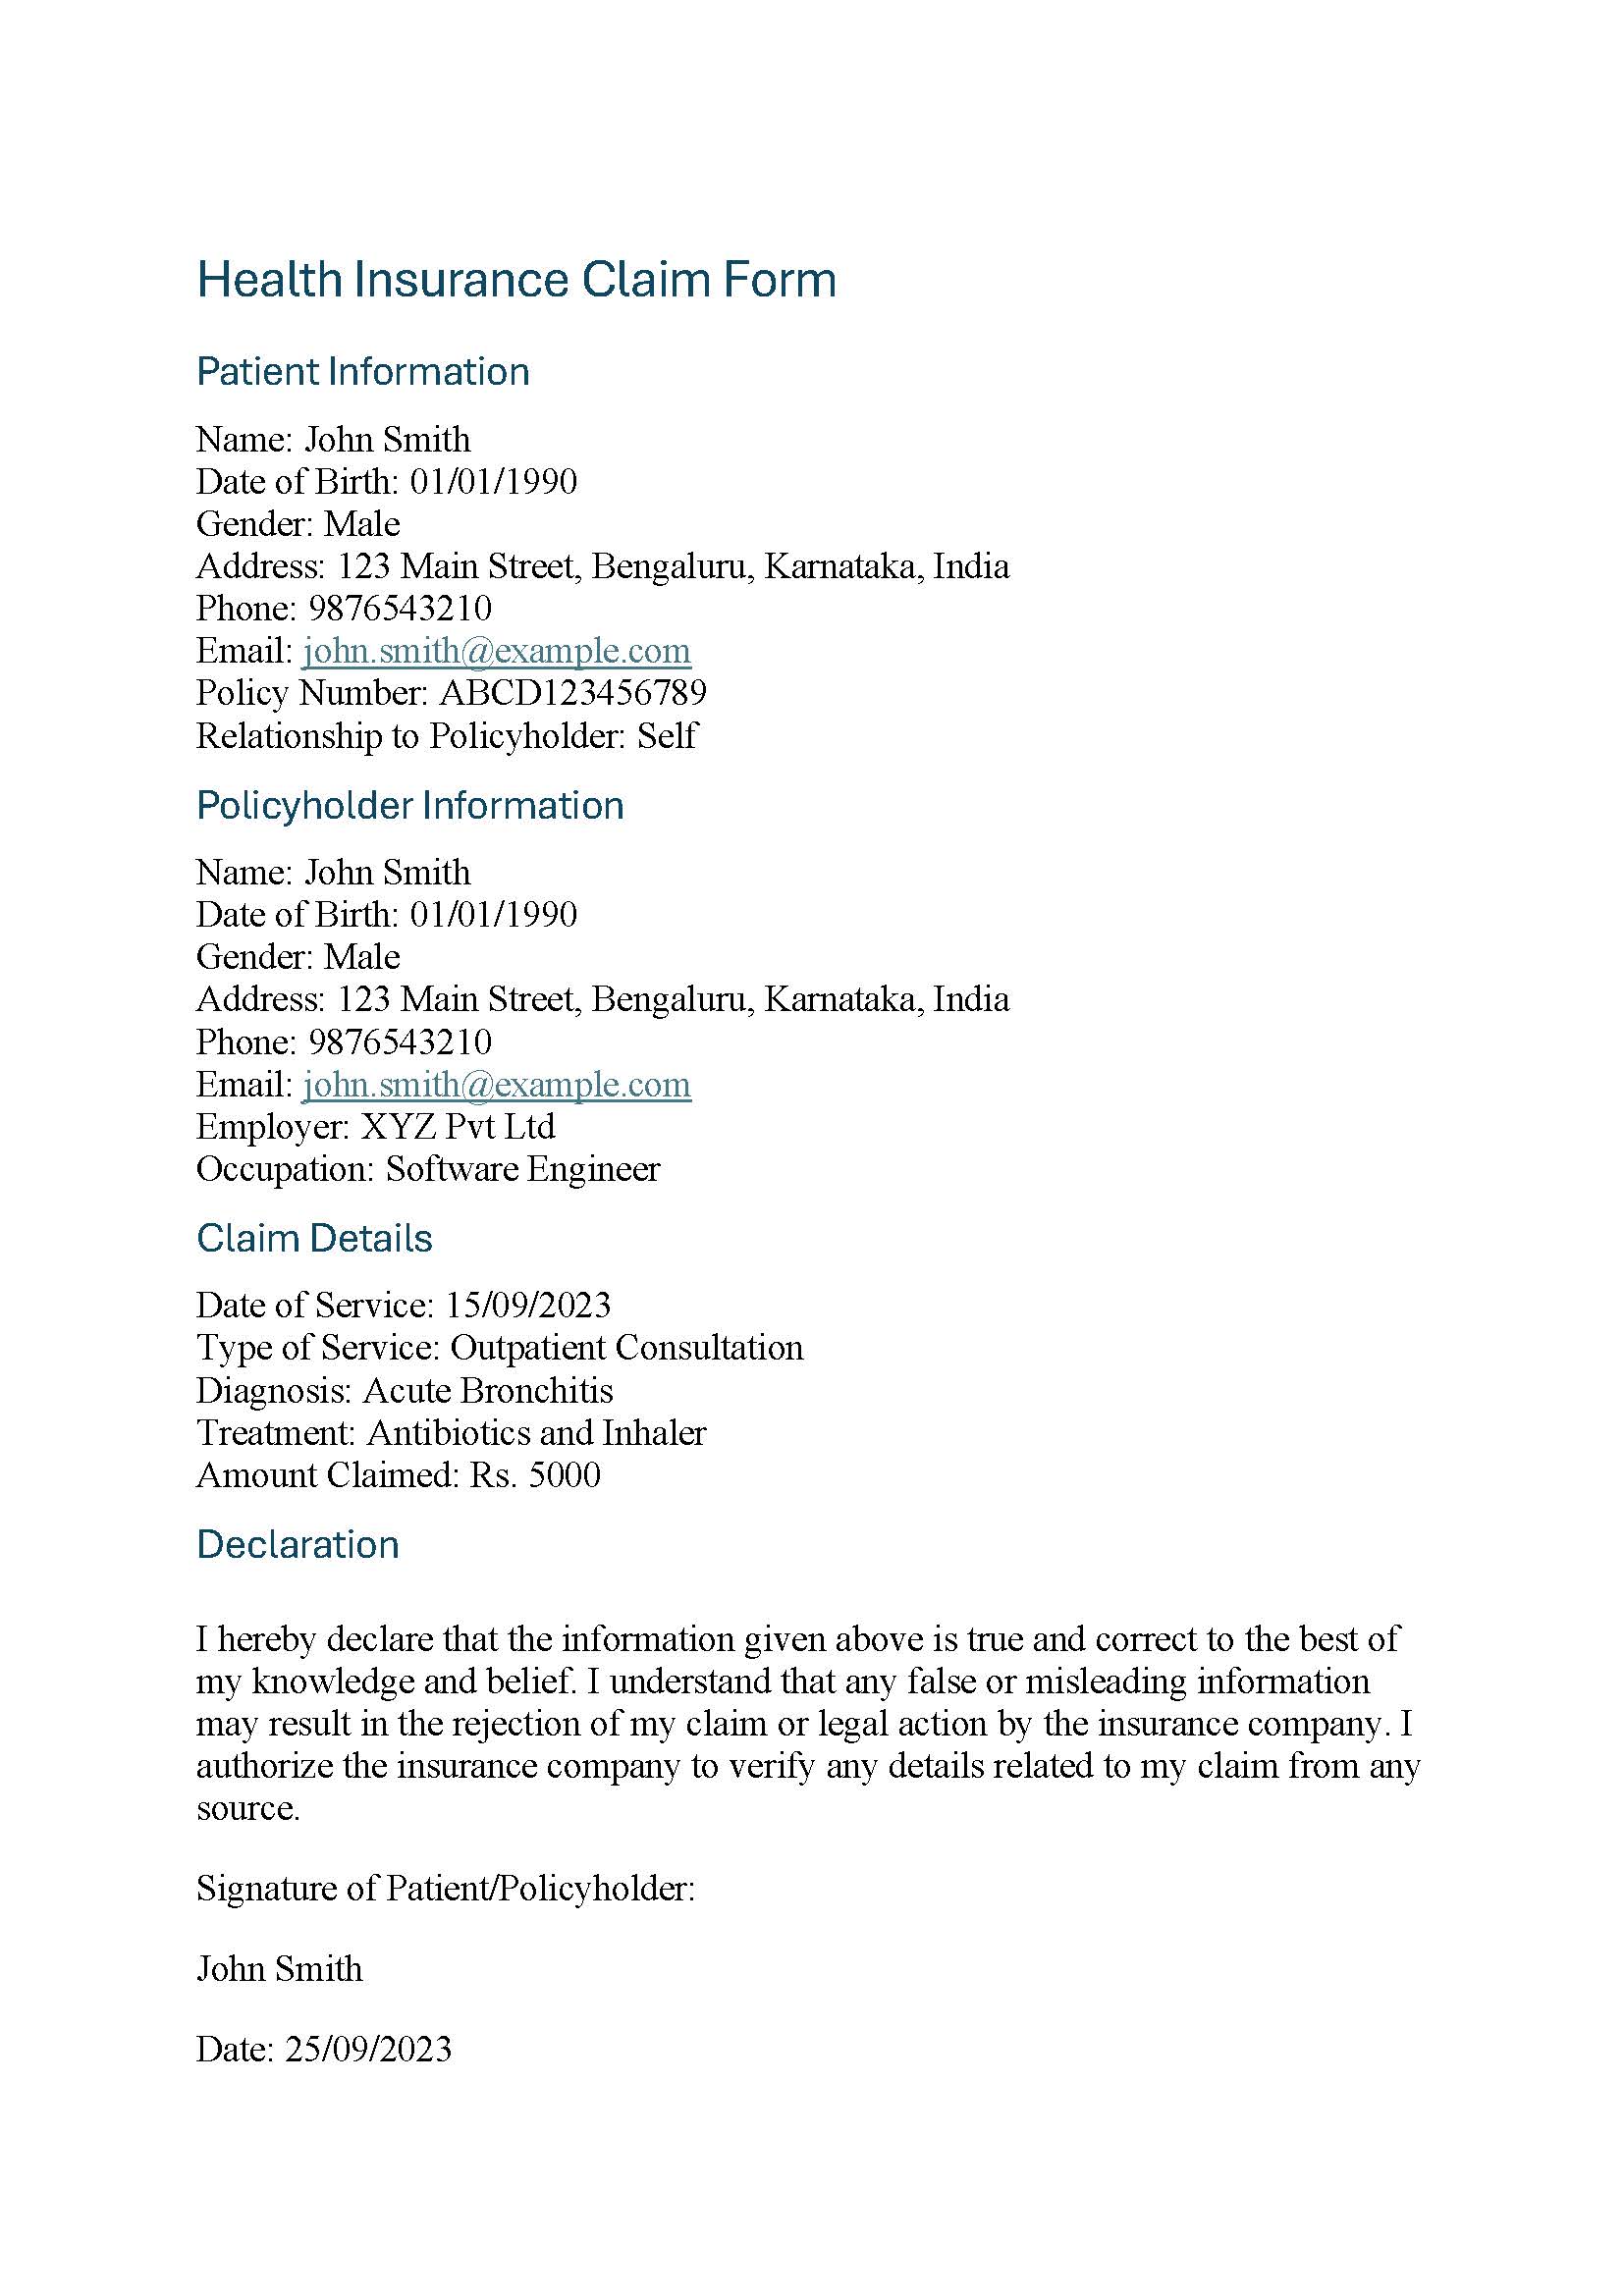 Health Insurance Claim Form
Patient Information
Name: John Smith
Date of Birth: 01/01/1990
Gender: Male
Address: 123 Main Street, Bengaluru, Karnataka, India
Phone: 9876543210
Email: john.smith@example.com
Policy Number: ABCD123456789
Relationship to Policyholder: Self
Policyholder Information
Name: John Smith
Date of Birth: 01/01/1990
Gender: Male
Address: 123 Main Street, Bengaluru, Karnataka, India
Phone: 9876543210
Email: john.smith@example.com
Employer: XYZ Pvt Ltd
Occupation: Software Engineer
Claim Details
Date of Service: 15/09/2023
Type of Service: Outpatient Consultation
Diagnosis: Acute Bronchitis
Treatment: Antibiotics and Inhaler
Amount Claimed: Rs. 5000
Declaration
I hereby declare that the information given above is true and correct to the best of
my knowledge and belief. I understand that any false or misleading information
may result in the rejection of my claim or legal action by the insurance company. I
authorize the insurance company to verify any details related to my claim from any
source.
Signature of Patient/Policyholder:
John Smith
Date: 25/09/2023